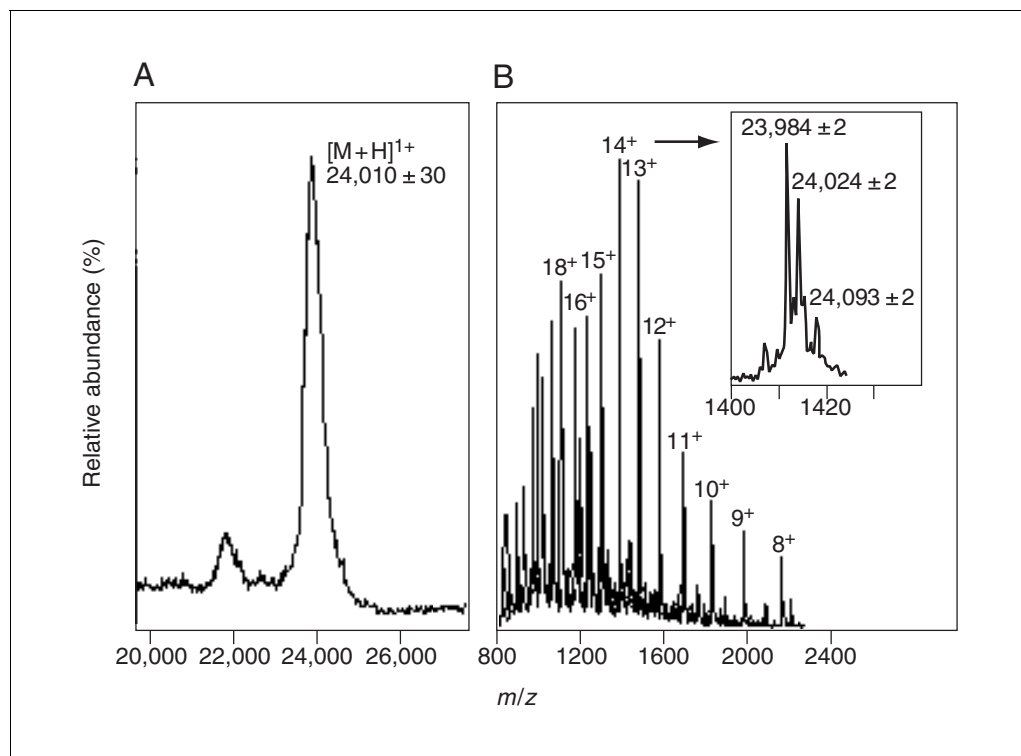 A
[M+H]¹⁺
24,010 ± 30
Relative abundance (%)
20,000 22,000 24,000 26,000
B
14⁺
13⁺
18⁺
15⁺
16⁺
12⁺
11⁺
10⁺
9⁺
8⁺
23,984 ± 2
24,024 ± 2
24,093 ± 2
1400 1420
800 1200 1600 2000 2400
m/z